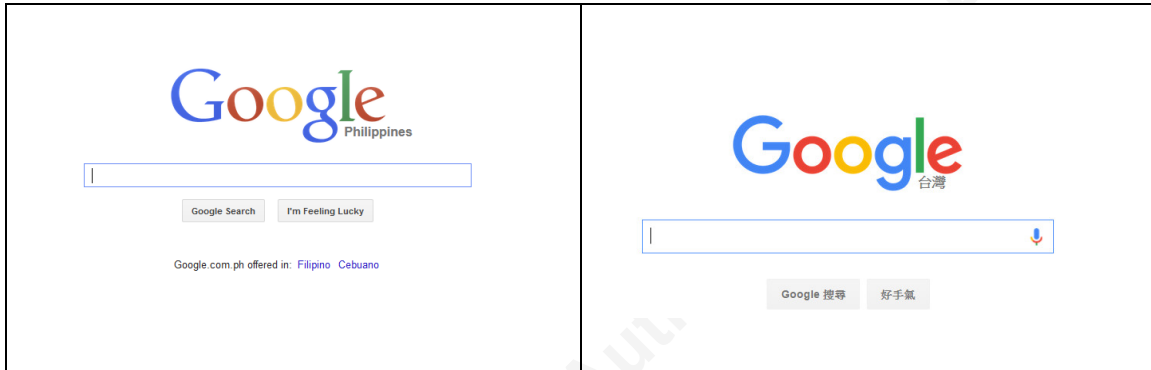 Google
Philippines
Google Search I'm Feeling Lucky
Google.com.ph offered in: Filipino Cebuano
Google
台灣
Google 搜尋 好手氣